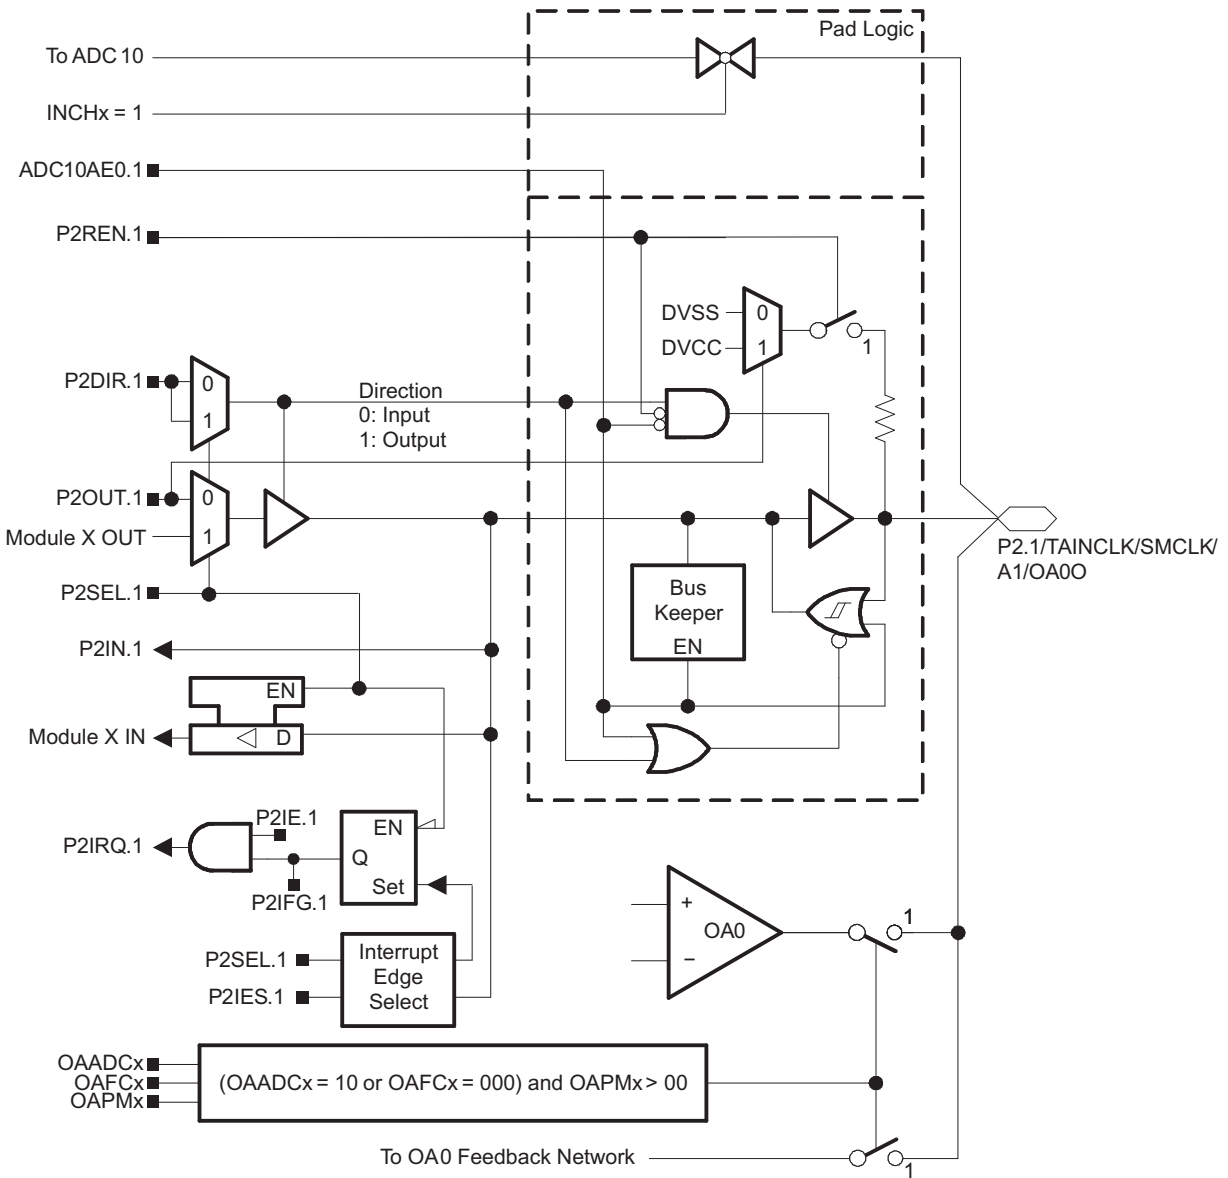 Pad Logic
To ADC 10
INCHx = 1
ADC10AE0.1
P2REN.1
DVSS
0
DVCC
1
1
P2DIR.1
0
1
Direction
0: Input
1: Output
P2OUT.1
0
Module X OUT
1
P2SEL.1
P2.1/TAINCLK/SMCLK/
A1/OA0O
Bus
Keeper
EN
P2IN.1
EN
Module X IN
D
P2IE.1
P2IRQ.1
EN
Q
Set
P2IFG.1
P2SEL.1
P2IES.1
Interrupt
Edge
Select
+
OA0
−
1
OAADCx
OAFCx
OAPMx
(OAADCx = 10 or OAFCx = 000) and OAPMx > 00
To OA0 Feedback Network
1